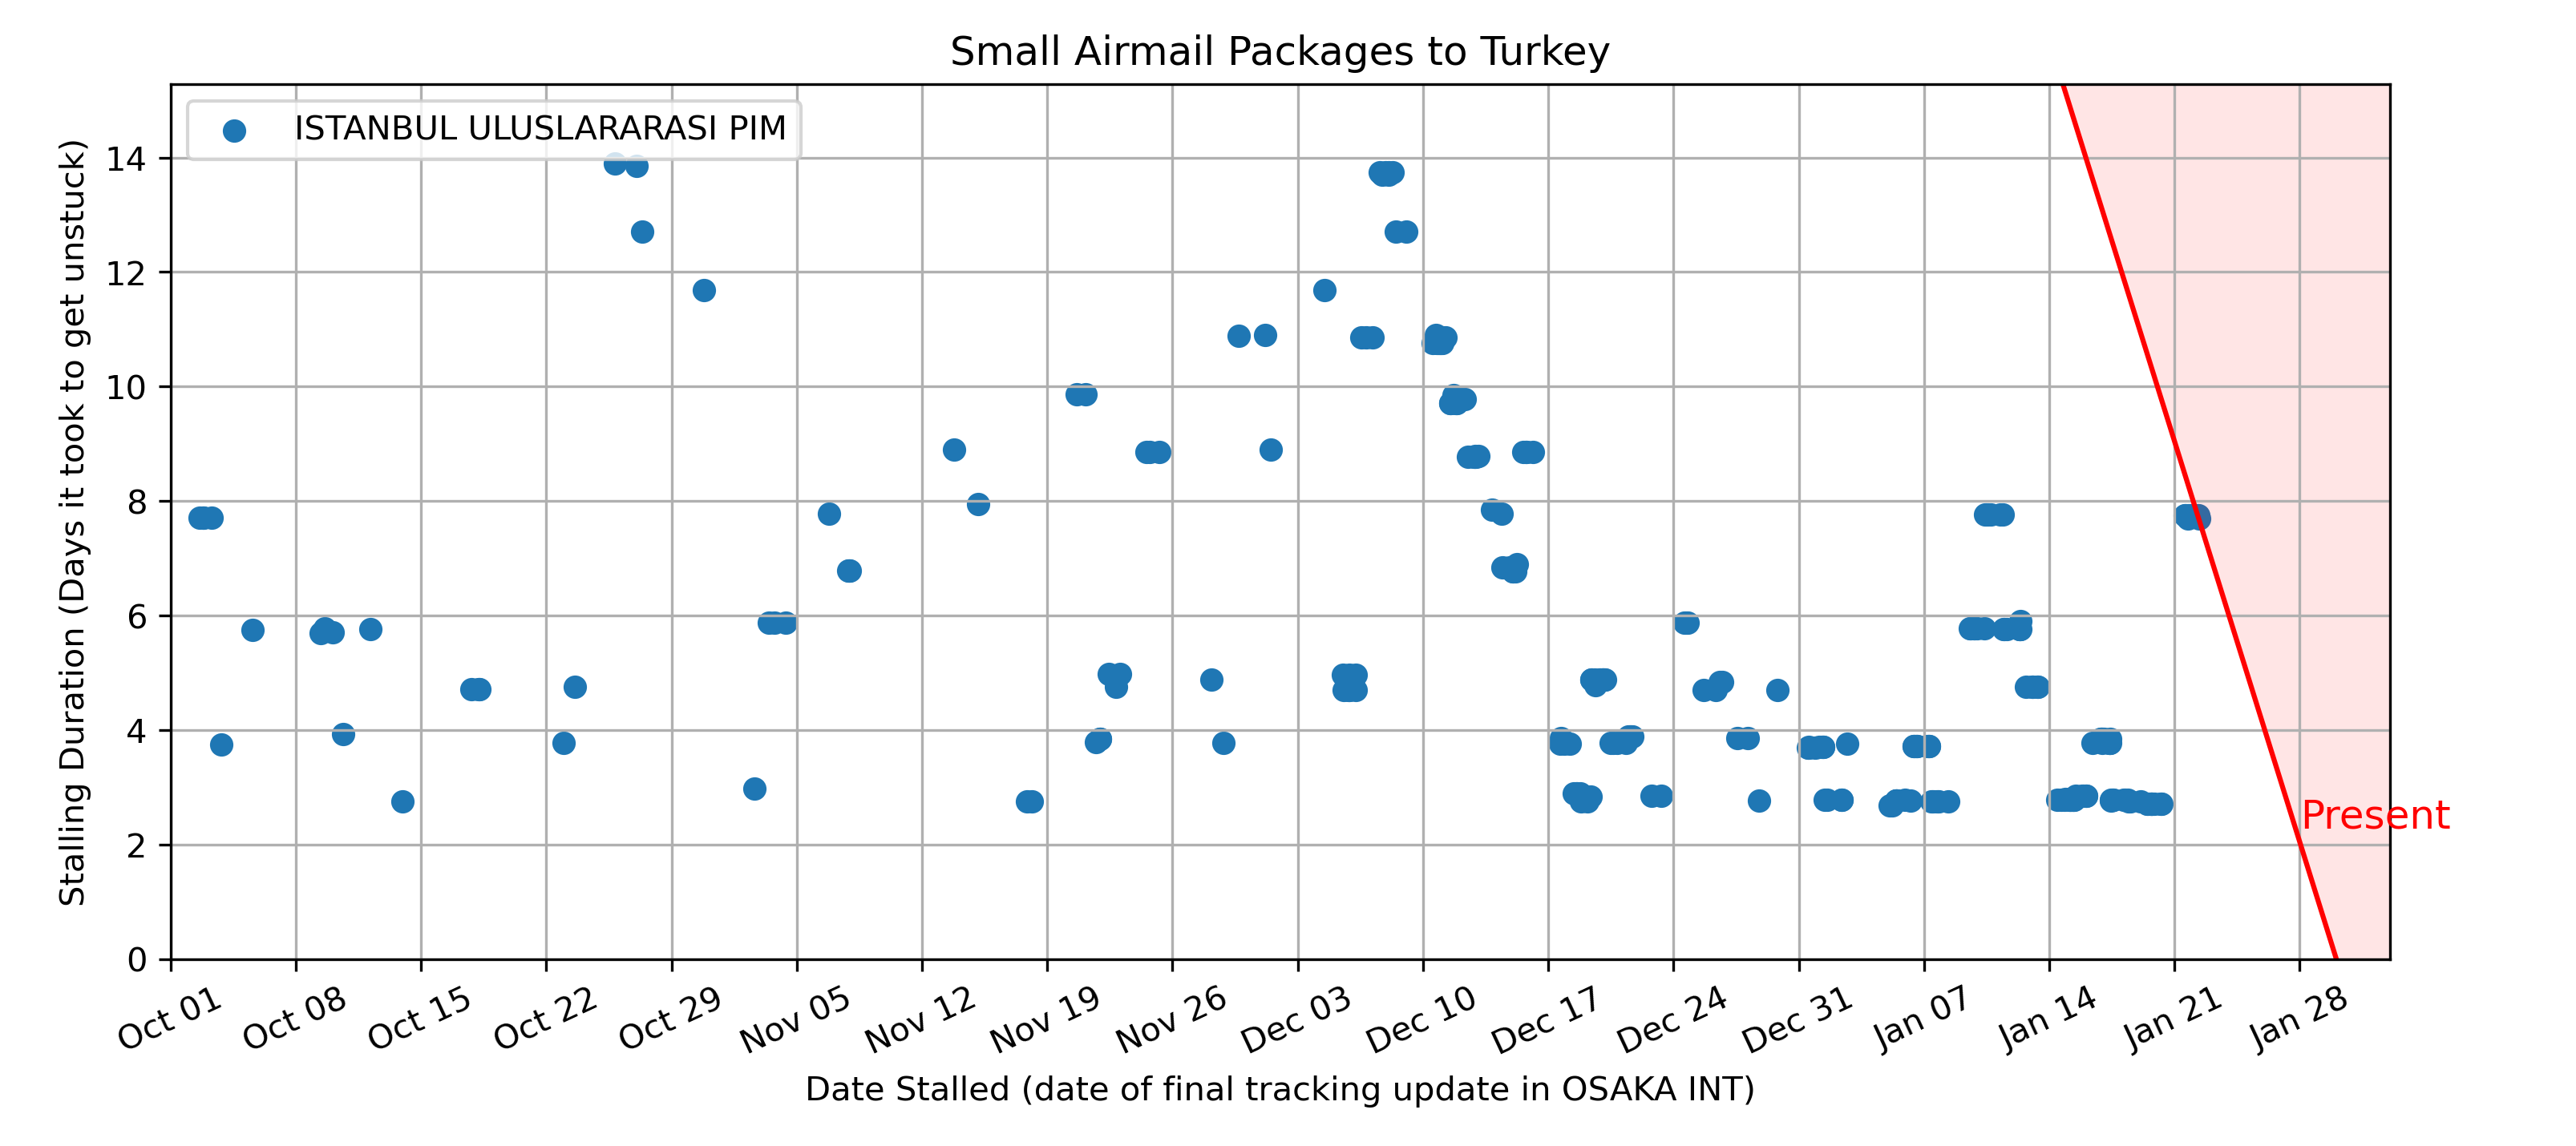 Small Airmail Packages to Turkey
ISTANBUL ULUSLARARASI PIM
Stalling Duration (Days it took to get unstuck)
14
12
10
8
6
4
2
0
Present
Oct 01
Oct 08
Oct 15
Oct 22
Oct 29
Nov 05
Nov 12
Nov 19
Nov 26
Dec 03
Dec 10
Dec 17
Dec 24
Dec 31
Jan 07
Jan 14
Jan 21
Jan 28
Date Stalled (date of final tracking update in OSAKA INT)